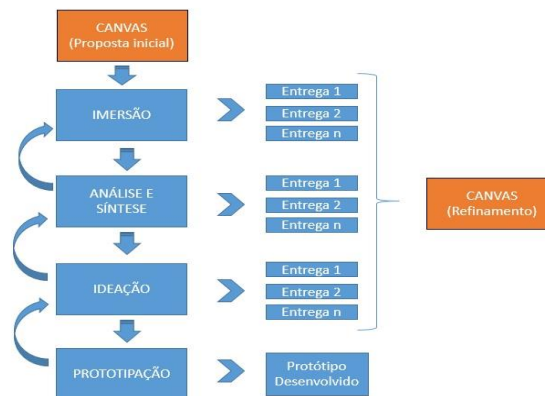 CANVAS
(Proposta inicial)
IMERSÃO
Entrega 1
Entrega 2
Entrega n
ANÁLISE E
SÍNTESE
Entrega 1
Entrega 2
Entrega n
CANVAS
(Refinamento)
IDEAÇÃO
Entrega 1
Entrega 2
Entrega n
PROTOTIPAÇÃO
Protótipo
Desenvolvido